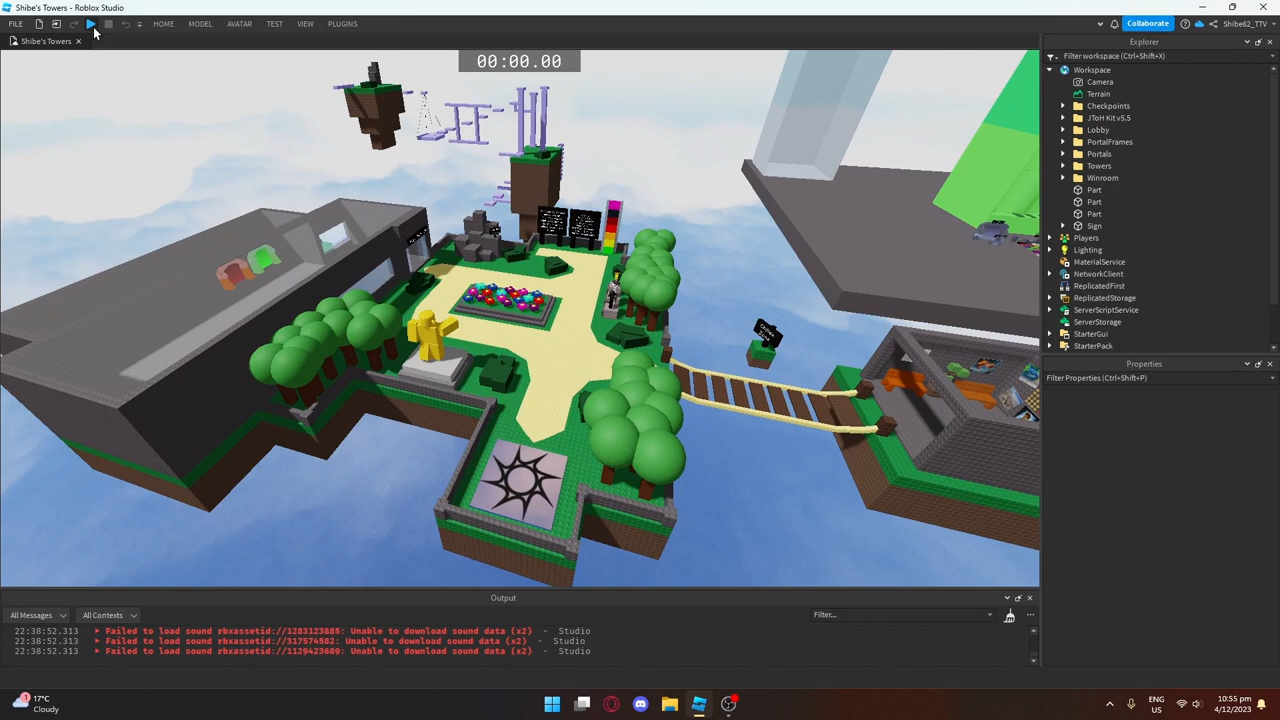 Shibe's Towers - Roblox Studio
FILE HOME MODEL AVATAR TEST VIEW PLUGINS Collaborate Shibe62_TTV
Shibe's Towers
00:00.00
Explorer
Filter workspace (Ctrl+Shift+X)
Workspace
Camera
Terrain
Checkpoints
JToH Kit v5.5
Lobby
PortalFrames
Portals
Towers
Winroom
Part
Part
Part
Sign
Players
Lighting
MaterialService
NetworkClient
ReplicatedFirst
ReplicatedStorage
ServerScriptService
ServerStorage
StarterGui
StarterPack
Properties
Filter Properties (Ctrl+Shift+P)
Output
All Messages All Contexts Filter...
22:38:52.313 Failed to load sound rbxassetid://1283123885: Unable to download sound data (x2) - Studio
22:38:52.313 Failed to load sound rbxassetid://317574582: Unable to download sound data (x2) - Studio
22:38:52.313 Failed to load sound rbxassetid://1129423689: Unable to download sound data (x2) - Studio
1
17°C
Cloudy
ENG
US
10:55 pm
4/12/2023